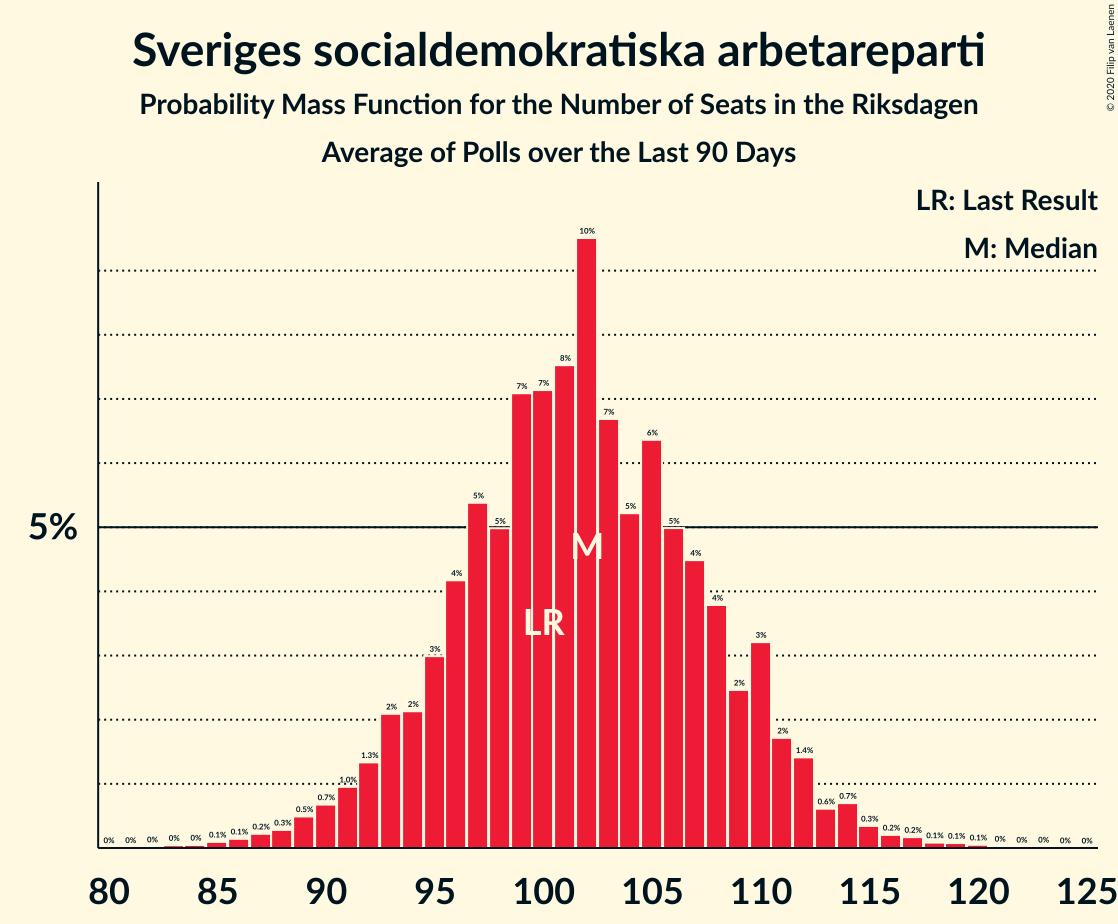 Sveriges socialdemokratiska arbetareparti
Probability Mass Function for the Number of Seats in the Riksdagen
Average of Polls over the Last 90 Days
© 2020 Filip van Laenen
LR: Last Result
M: Median
5%
0% 0% 0% 0% 0% 0.1% 0.1% 0.2% 0.3% 0.5% 0.7% 1.0% 1.3% 2% 2% 3% 4% 5% 5% 7% 7% 8% 10% 7% 5% 6% 5% 4% 4% 2% 3% 2% 1.4% 0.6% 0.7% 0.3% 0.2% 0.2% 0.1% 0.1% 0.1% 0% 0% 0% 0% 0%
M
LR
80 85 90 95 100 105 110 115 120 125